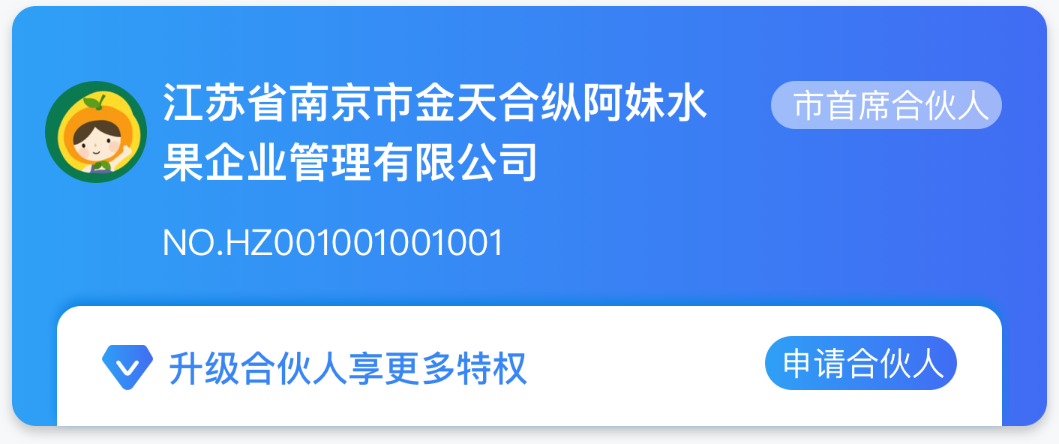 江苏省南京市金天合纵阿妹水
果企业管理有限公司
市首席合伙人
NO.HZ001001001001
升级合伙人享更多特权
申请合伙人